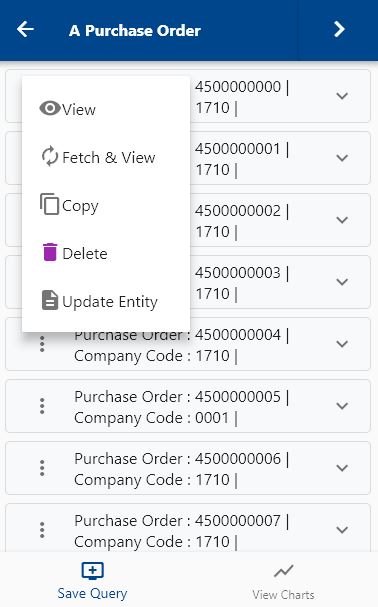 A Purchase Order
4500000000 |
1710 |
View
4500000001 |
1710 |
Fetch & View
4500000002 |
1710 |
Copy
4500000003 |
1710 |
Delete
Update Entity
Purchase Order : 4500000004 |
Company Code : 1710 |
Purchase Order : 4500000005 |
Company Code : 0001 |
Purchase Order : 4500000006 |
Company Code : 1710 |
Purchase Order : 4500000007 |
Company Code : 1710 |
Save Query
View Charts